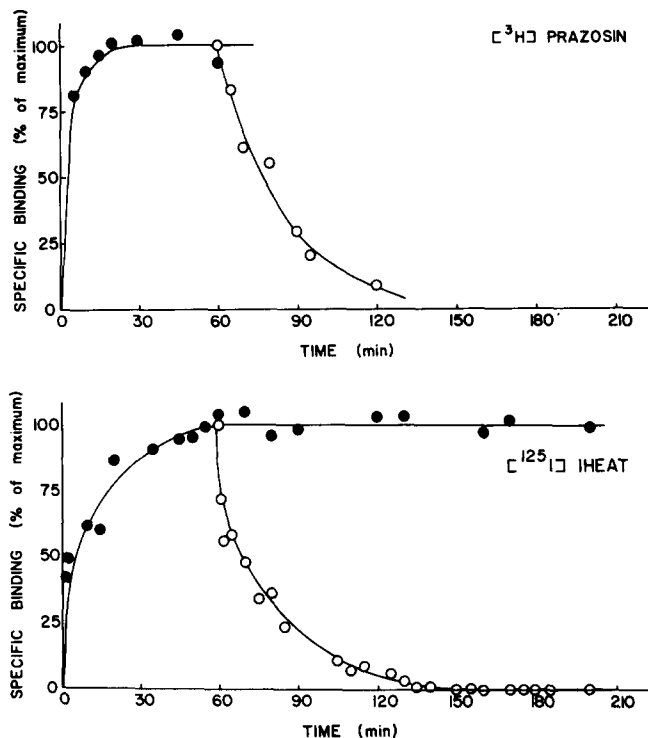 [³H] PRAZOSIN
SPECIFIC BINDING (% of maximum)
100
75
50
25
0
0 30 60 90 120 150 180' 210
TIME (min)
[¹²⁵I] IHEAT
SPECIFIC BINDING (% of maximum)
100
75
50
25
0
0 30 60 90 120 150 180 210
TIME (min)